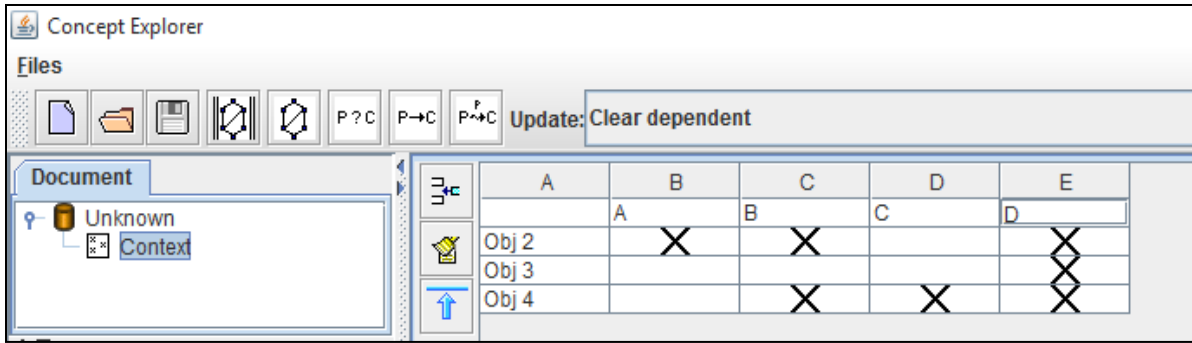 Concept Explorer
Files
P?C P→C P~→C P Update: Clear dependent
Document
Unknown
Context
A B C D E
A B C D
Obj 2 X X X
Obj 3 X
Obj 4 X X X